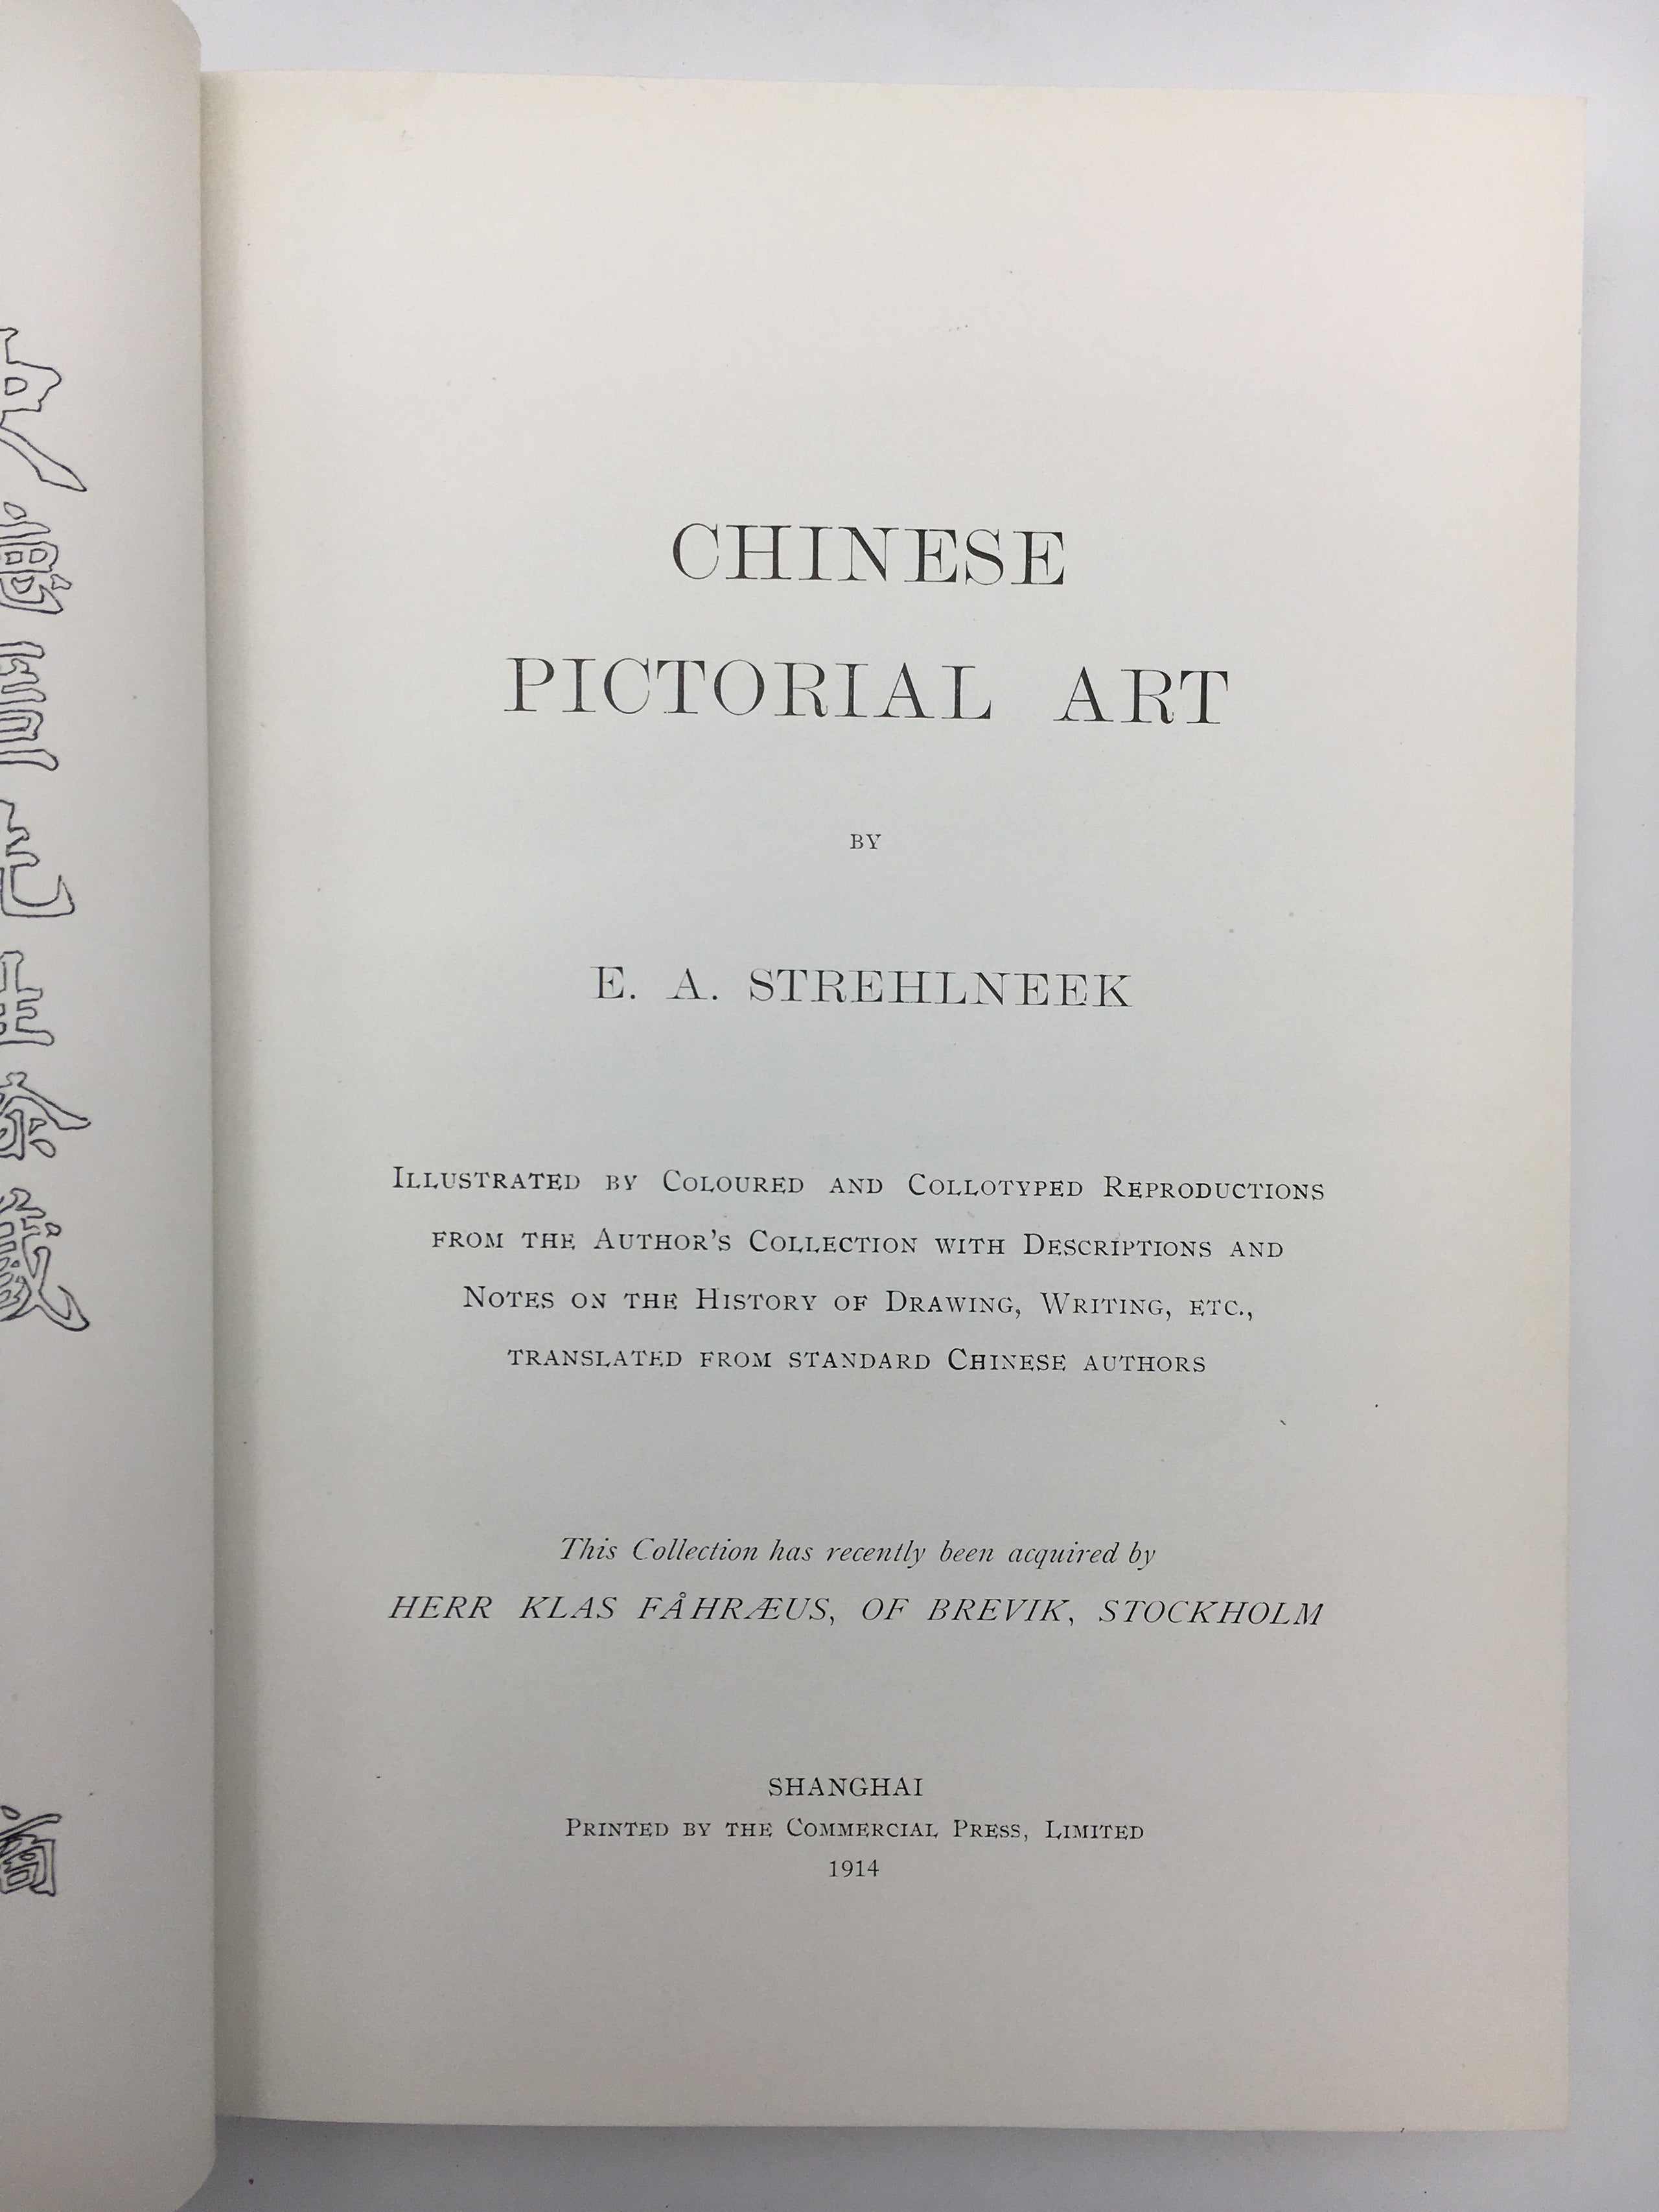 CHINESE
PICTORIAL ART
BY
E. A. STREHLNEEK
ILLUSTRATED BY COLOURED AND COLLOTYPED REPRODUCTIONS
FROM THE AUTHOR'S COLLECTION WITH DESCRIPTIONS AND
NOTES ON THE HISTORY OF DRAWING, WRITING, ETC.,
TRANSLATED FROM STANDARD CHINESE AUTHORS
This Collection has recently been acquired by
HERR KLAS FÅHRÆUS, OF BREVIK, STOCKHOLM
SHANGHAI
PRINTED BY THE COMMERCIAL PRESS, LIMITED
1914